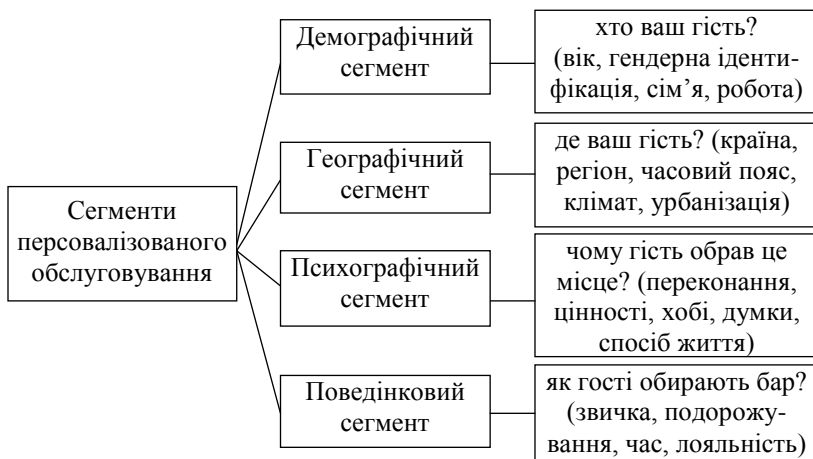 Сегменти
персовалізованого
обслуговування
Демографічний
сегмент
хто ваш гість?
(вік, гендерна іденти-
фікація, сім’я, робота)
Географічний
сегмент
де ваш гість? (країна,
регіон, часовий пояс,
клімат, урбанізація)
Психографічний
сегмент
чому гість обрав це
місце? (переконання,
цінності, хобі, думки,
спосіб життя)
Поведінковий
сегмент
як гості обирають бар?
(звичка, подорожу-
вання, час, лояльність)